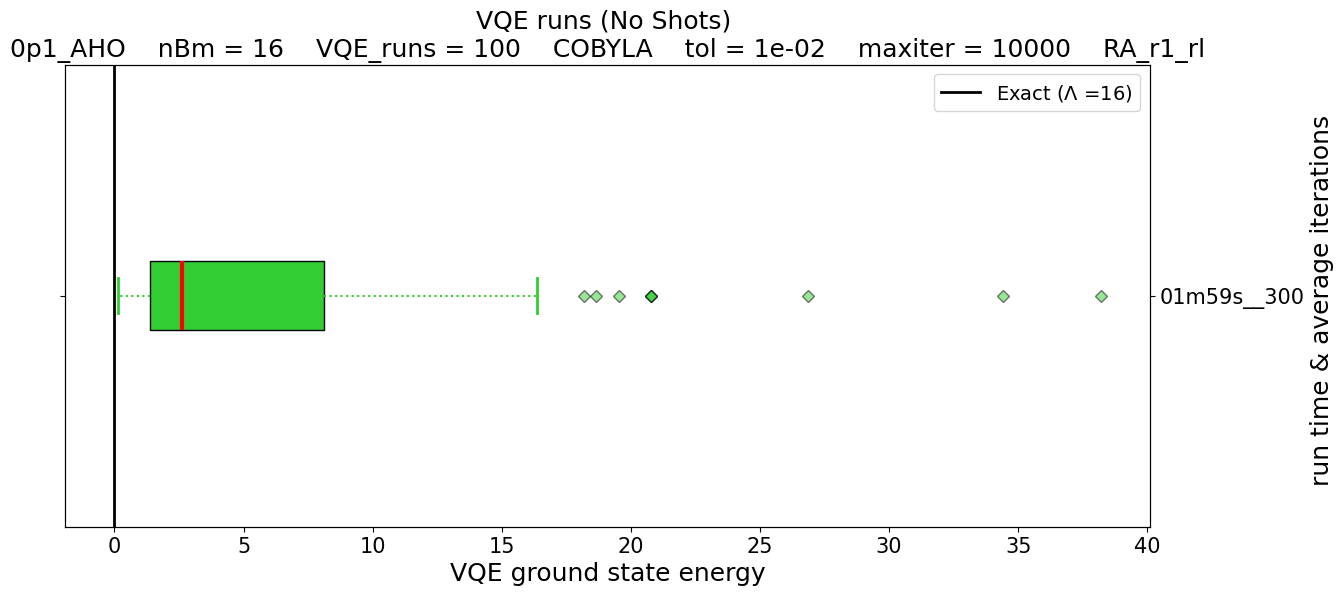 VQE runs (No Shots)
0p1_AHO nBm = 16 VQE_runs = 100 COBYLA tol = 1e-02 maxiter = 10000 RA_r1_rl
Exact (Λ =16)
01m59s__300
run time & average iterations
0 5 10 15 20 25 30 35 40
VQE ground state energy